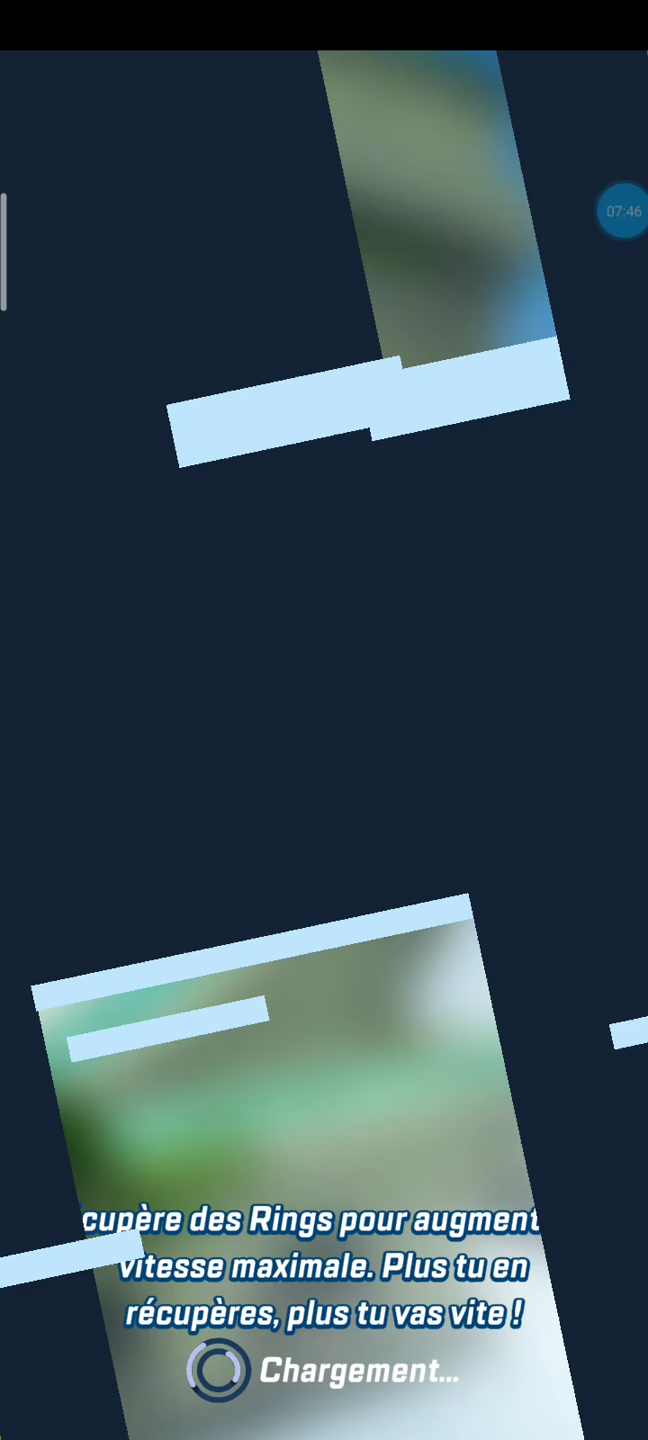 07:46
cupère des Rings pour augment
vitesse maximale. Plus tu en
récupères, plus tu vas vite !
Chargement...